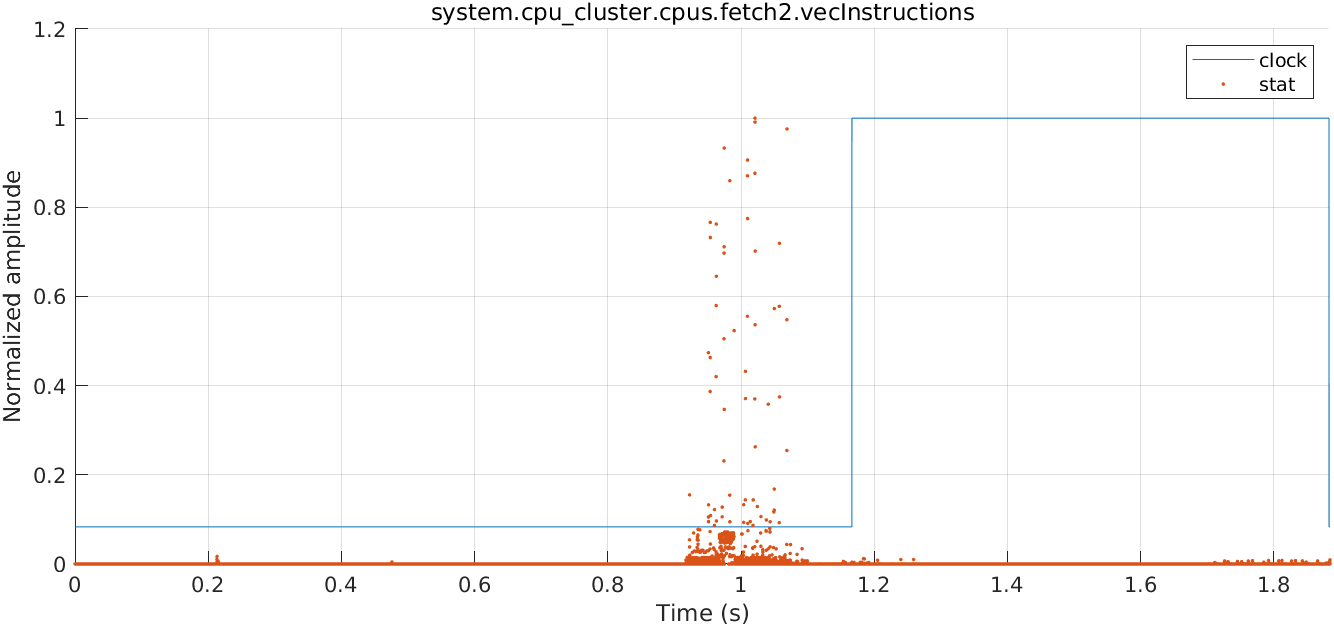 system.cpu_cluster.cpus.fetch2.vecInstructions
1.2
1
0.8
0.6
0.4
0.2
0
Normalized amplitude
clock
stat
0 0.2 0.4 0.6 0.8 1 1.2 1.4 1.6 1.8
Time (s)